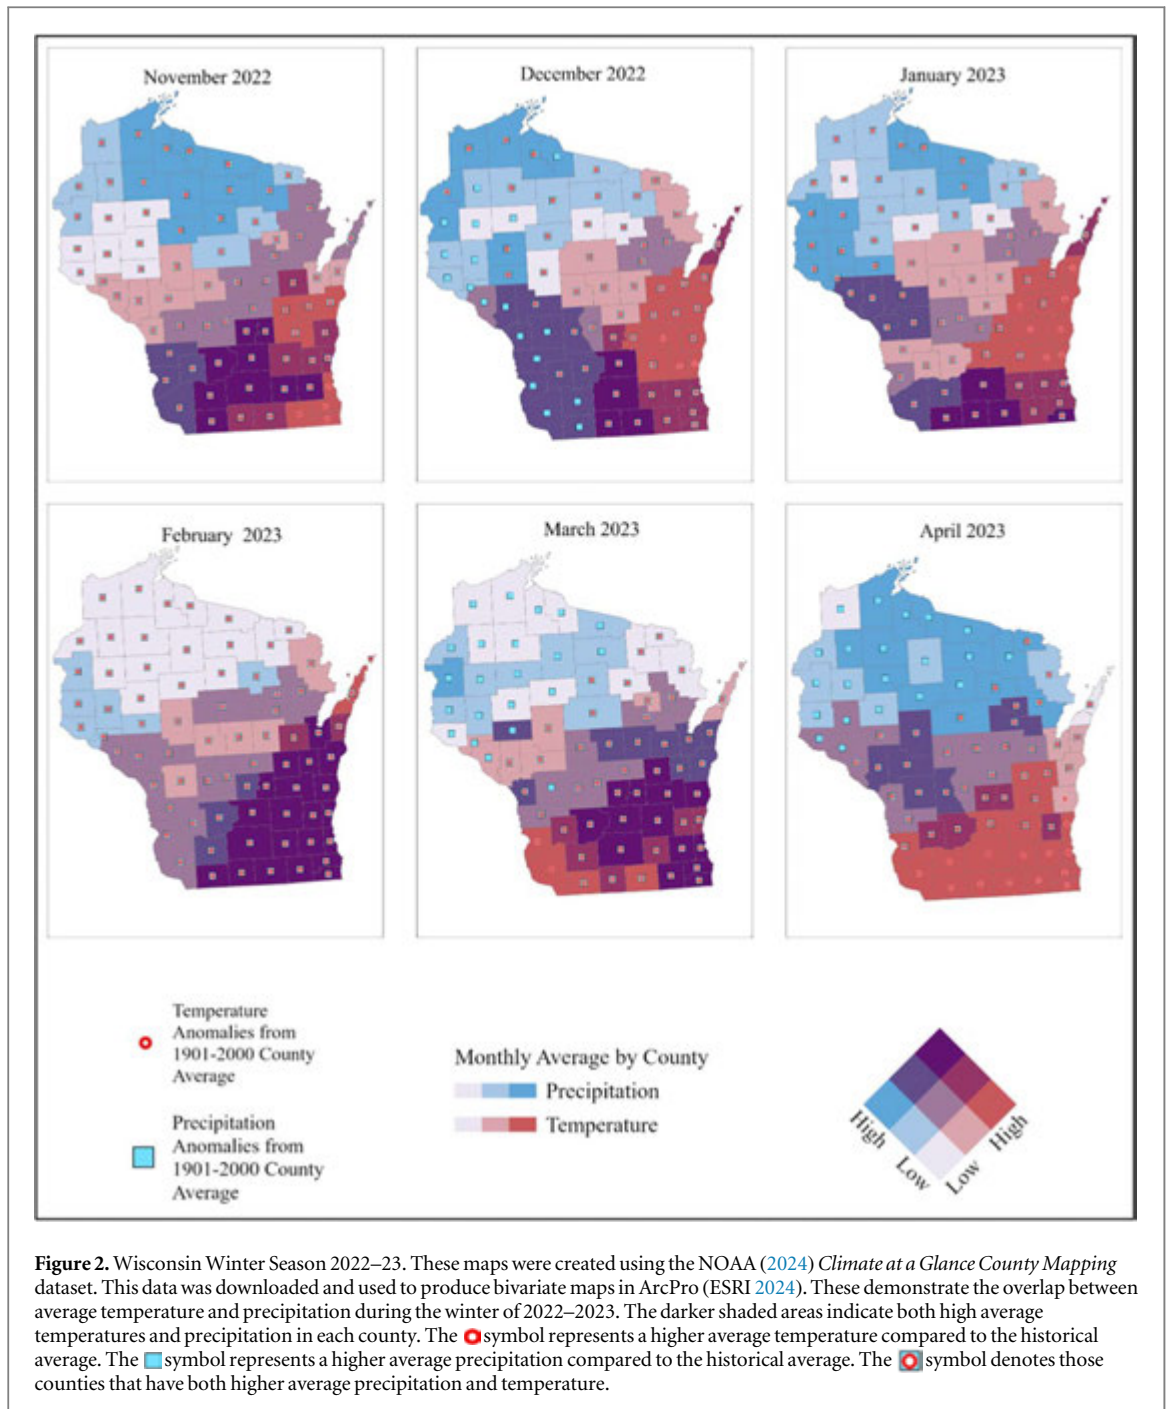 November 2022
December 2022
January 2023
February 2023
March 2023
April 2023
Temperature
Anomalies from
1901-2000 County
Average
Precipitation
Anomalies from
1901-2000 County
Average
Monthly Average by County
Precipitation
Temperature
High
Low
Low
High
Figure 2. Wisconsin Winter Season 2022–23. These maps were created using the NOAA (2024) Climate at a Glance County Mapping
dataset. This data was downloaded and used to produce bivariate maps in ArcPro (ESRI 2024). These demonstrate the overlap between
average temperature and precipitation during the winter of 2022–2023. The darker shaded areas indicate both high average
temperatures and precipitation in each county. The symbol represents a higher average temperature compared to the historical
average. The symbol represents a higher average precipitation compared to the historical average. The symbol denotes those
counties that have both higher average precipitation and temperature.